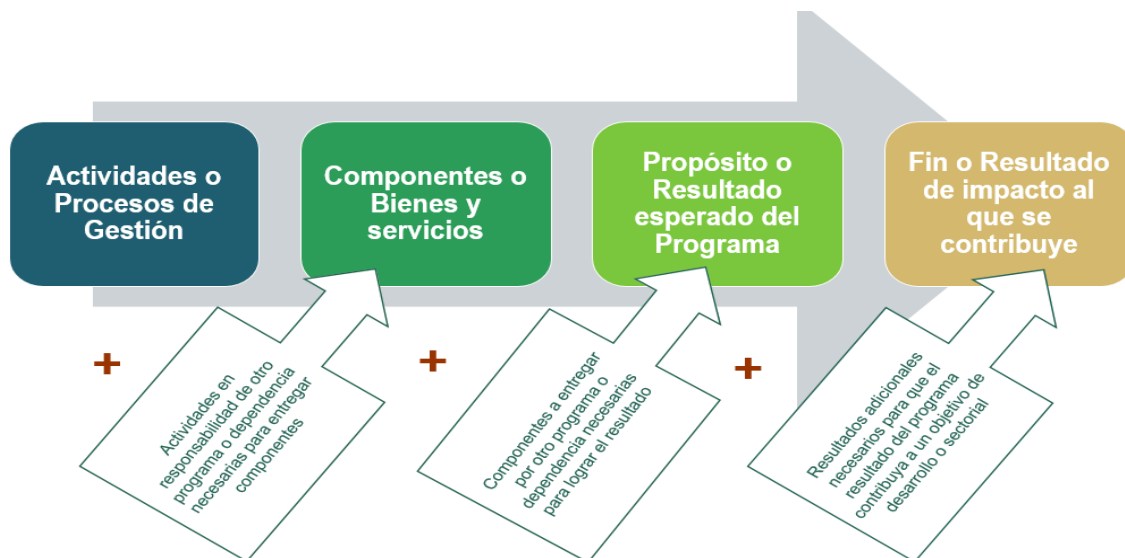 Actividades o
Procesos de
Gestión
Componentes o
Bienes y
servicios
Propósito o
Resultado
esperado del
Programa
Fin o Resultado
de impacto al
que se
contribuye
+
Actividades en
responsabilidad de otro
programa o dependencia
necesarias para entregar
componentes
+
Componentes a entregar
por otro programa o
dependencia necesarias
para lograr el resultado
+
Resultados adicionales
necesarios para que el
resultado del programa
contribuya a un objetivo de
desarrollo o sectorial